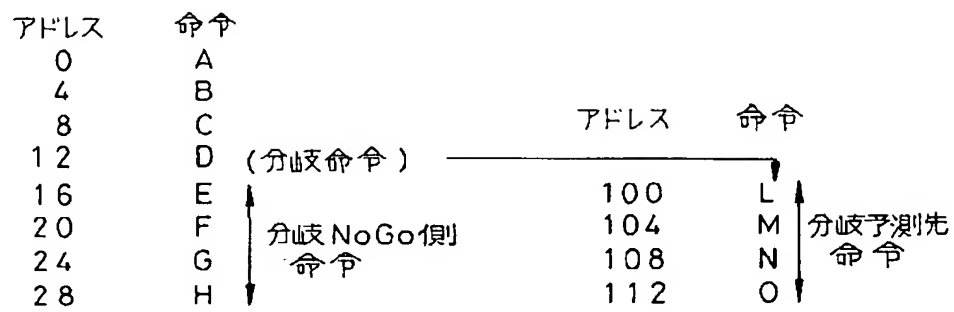 アドレス 命令
0 A
4 B
8 C
12 D (分岐命令)
16 E
20 F
24 G
28 H
分岐NoGo側
命令
アドレス 命令
100 L
104 M
108 N
112 O
分岐予測先
命令